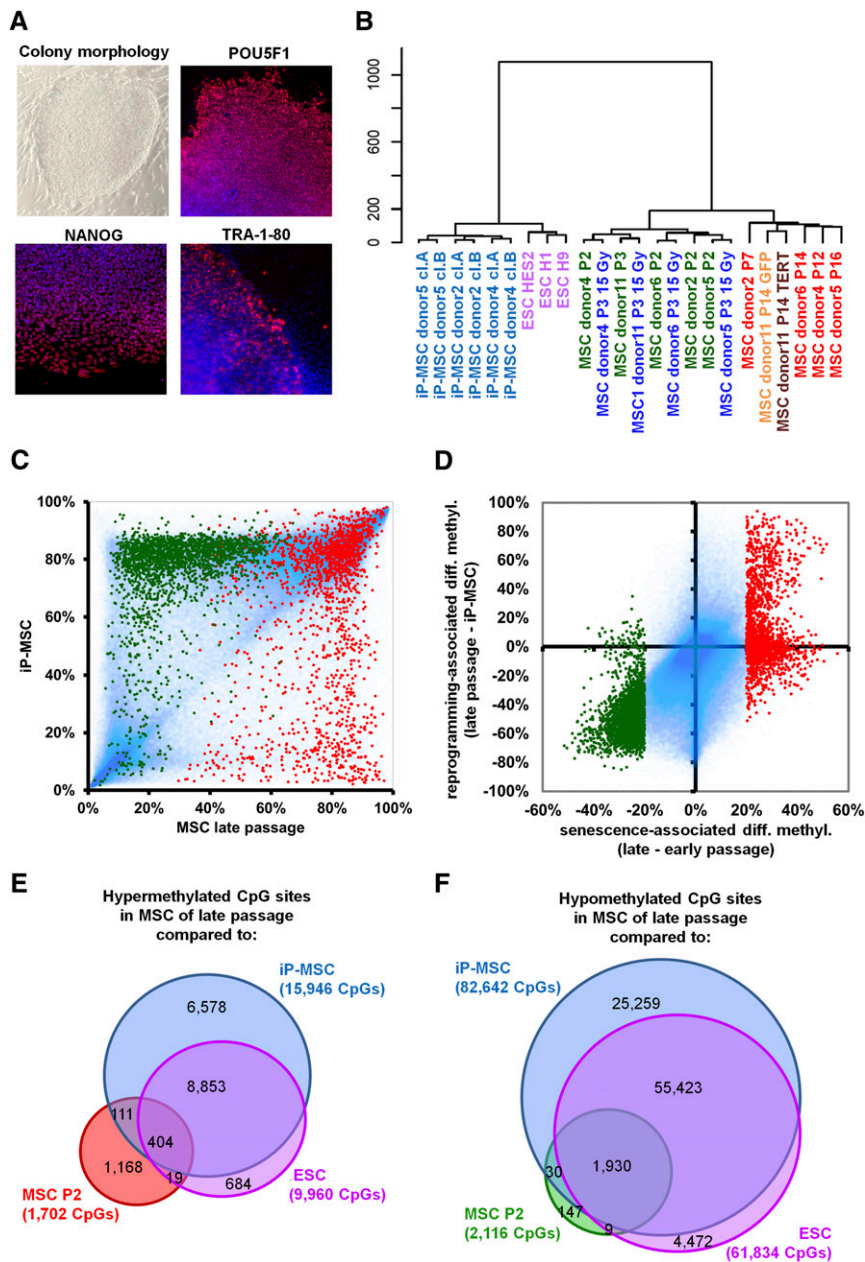 A
Colony morphology
POU5F1
NANOG
TRA-1-80
B
1000
600
200
0
iP-MSC donor5 cl.A
iP-MSC donor5 cl.B
iP-MSC donor2 cl.A
iP-MSC donor2 cl.B
iP-MSC donor4 cl.A
iP-MSC donor4 cl.B
ESC HES2
ESC H1
ESC H9
MSC donor4 P2
MSC donor4 P3 15 Gy
MSC donor11 P3
MSC1 donor11 P3 15 Gy
MSC donor6 P2
MSC donor6 P3 15 Gy
MSC donor2 P2
MSC donor5 P2
MSC donor5 P3 15 Gy
MSC donor2 P7
MSC donor11 P14 GFP
MSC donor11 P14 TERT
MSC donor6 P14
MSC donor4 P12
MSC donor5 P16
C
100%
80%
60%
40%
20%
0%
iP-MSC
0% 20% 40% 60% 80% 100%
MSC late passage
D
100%
80%
60%
40%
20%
0%
-20%
-40%
-60%
-80%
-100%
reprogramming-associated diff. methyl.
(late passage - iP-MSC)
-60% -40% -20% 0% 20% 40% 60%
senescence-associated diff. methyl.
(late - early passage)
E
Hypermethylated CpG sites
in MSC of late passage
compared to:
iP-MSC
(15,946 CpGs)
6,578
8,853
111
404
1,168
19
684
ESC
(9,960 CpGs)
MSC P2
(1,702 CpGs)
F
Hypomethylated CpG sites
in MSC of late passage
compared to:
iP-MSC
(82,642 CpGs)
25,259
55,423
1,930
30
147
9
4,472
MSC P2
(2,116 CpGs)
ESC
(61,834 CpGs)